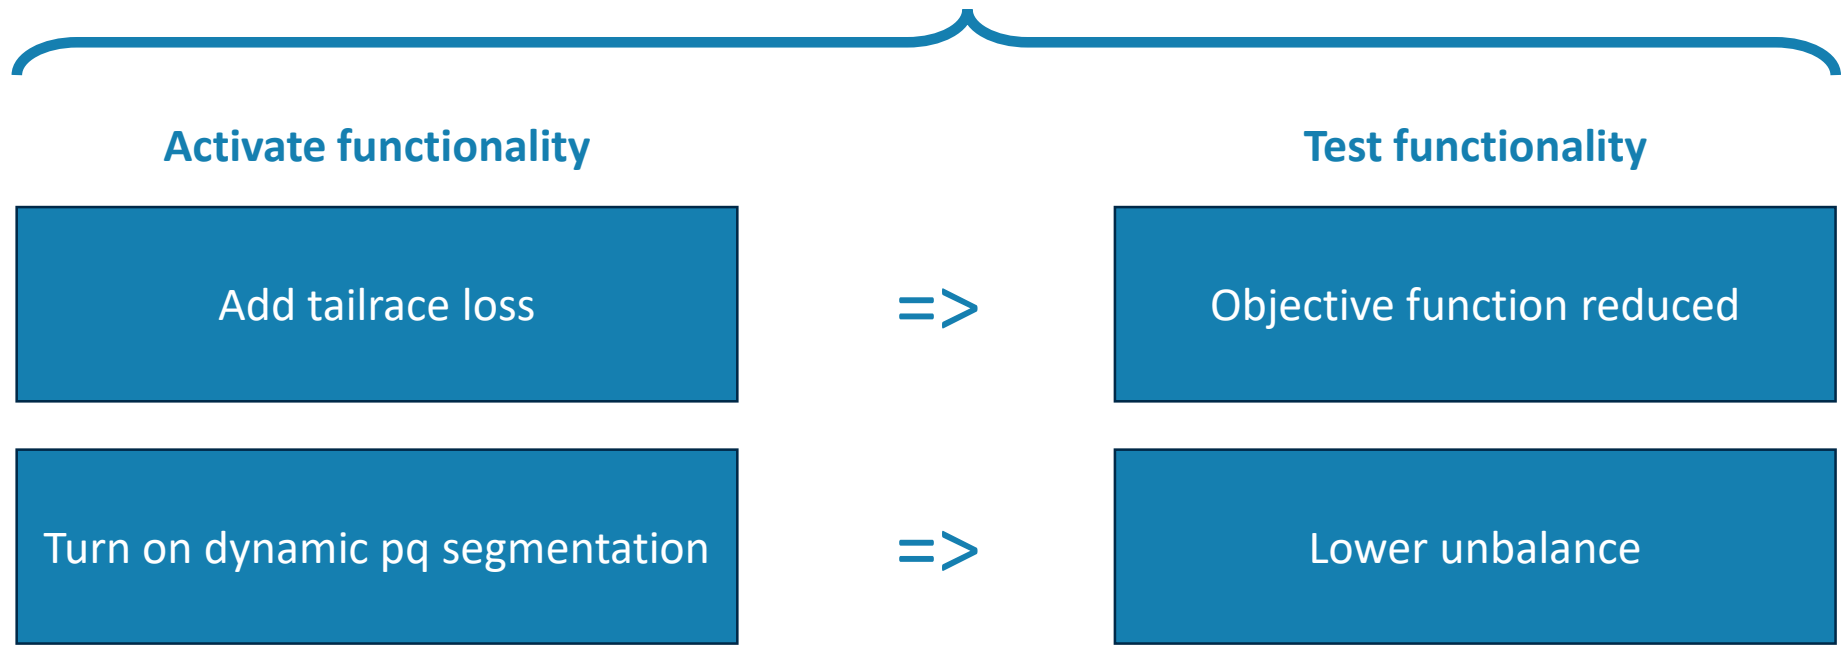 Activate functionality
Test functionality
Add tailrace loss
=>
Objective function reduced
Turn on dynamic pq segmentation
=>
Lower unbalance